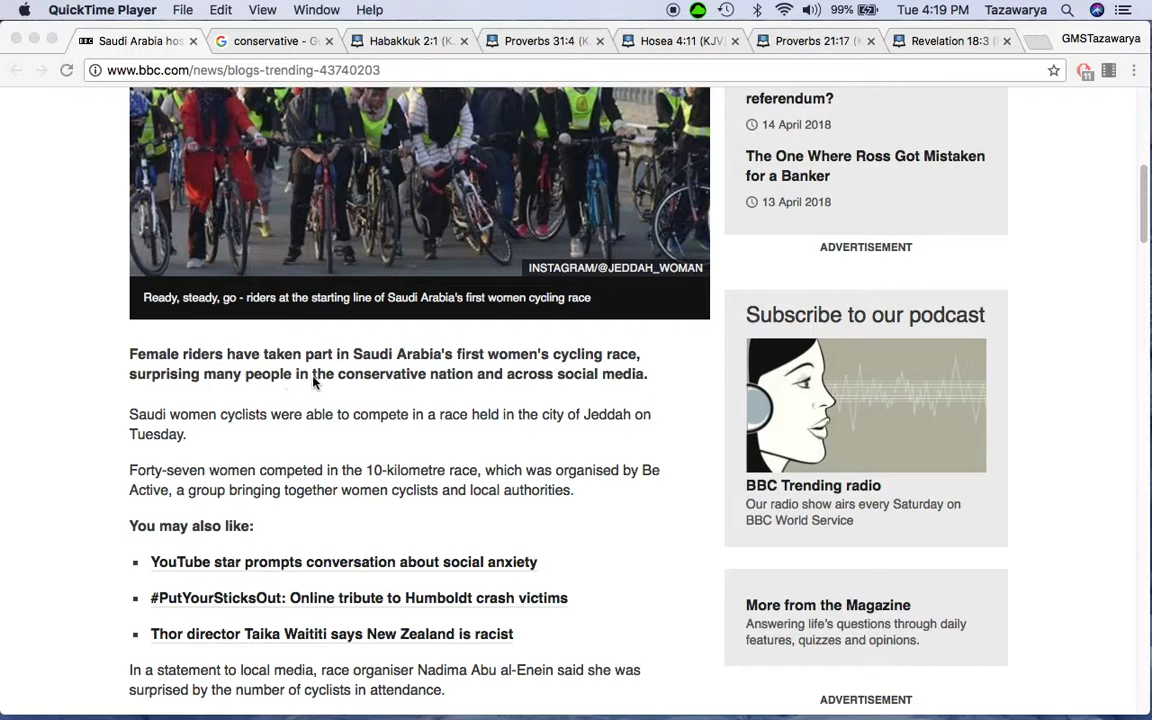 QuickTime Player File Edit View Window Help 99% Tue 4:19 PM Tazawarya
Saudi Arabia hos conservative - Go Habakkuk 2:1 (K Proverbs 31:4 (K Hosea 4:11 (KJV) Proverbs 21:17 (K Revelation 18:3 ( GMSTazawarya
www.bbc.com/news/blogs-trending-43740203 11
INSTAGRAM/@JEDDAH_WOMAN
Ready, steady, go - riders at the starting line of Saudi Arabia's first women cycling race
Female riders have taken part in Saudi Arabia's first women's cycling race,
surprising many people in the conservative nation and across social media.
Saudi women cyclists were able to compete in a race held in the city of Jeddah on
Tuesday.
Forty-seven women competed in the 10-kilometre race, which was organised by Be
Active, a group bringing together women cyclists and local authorities.
You may also like:
YouTube star prompts conversation about social anxiety
#PutYourSticksOut: Online tribute to Humboldt crash victims
Thor director Taika Waititi says New Zealand is racist
In a statement to local media, race organiser Nadima Abu al-Enein said she was
surprised by the number of cyclists in attendance.
referendum?
14 April 2018
The One Where Ross Got Mistaken
for a Banker
13 April 2018
ADVERTISEMENT
Subscribe to our podcast
BBC Trending radio
Our radio show airs every Saturday on
BBC World Service
More from the Magazine
Answering life's questions through daily
features, quizzes and opinions.
ADVERTISEMENT